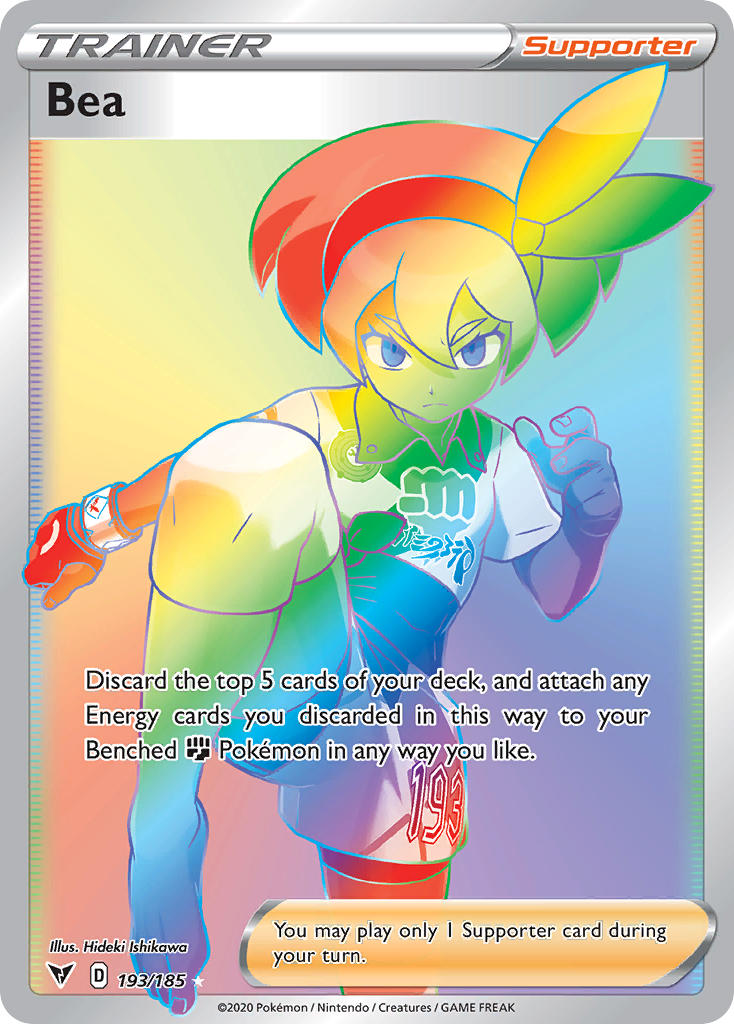 TRAINER
Supporter
Bea
193
Discard the top 5 cards of your deck, and attach any
Energy cards you discarded in this way to your
Benched Pokémon in any way you like.
You may play only 1 Supporter card during
your turn.
Illus. Hideki Ishikawa
D 193/185
©2020 Pokémon / Nintendo / Creatures / GAME FREAK